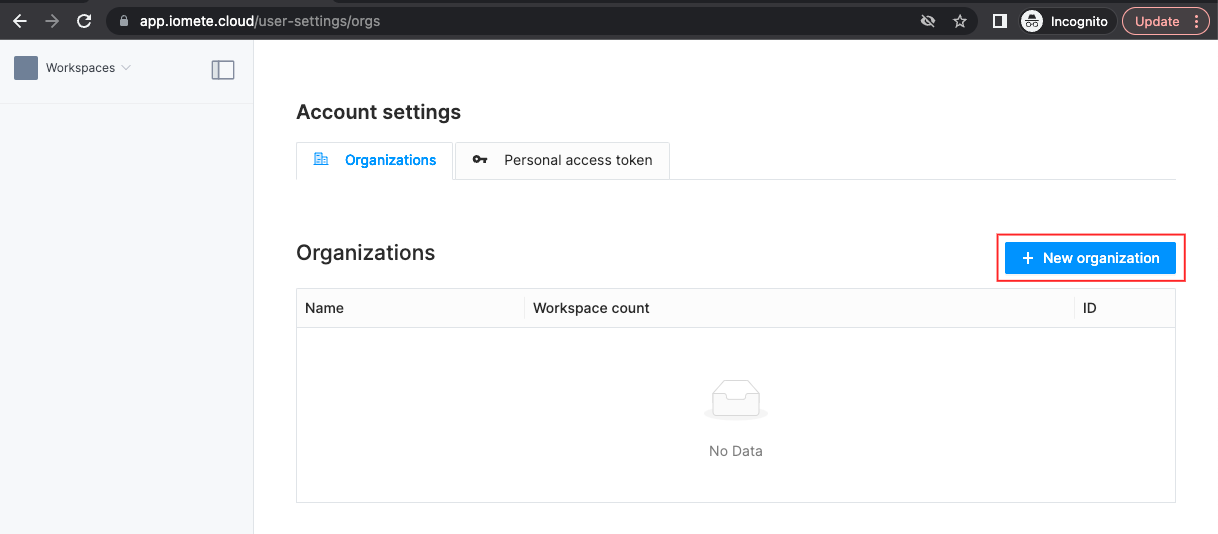 app.iomete.cloud/user-settings/orgs
Incognito
Update
Workspaces
Account settings
Organizations
Personal access token
Organizations
+ New organization
Name
Workspace count
ID
No Data